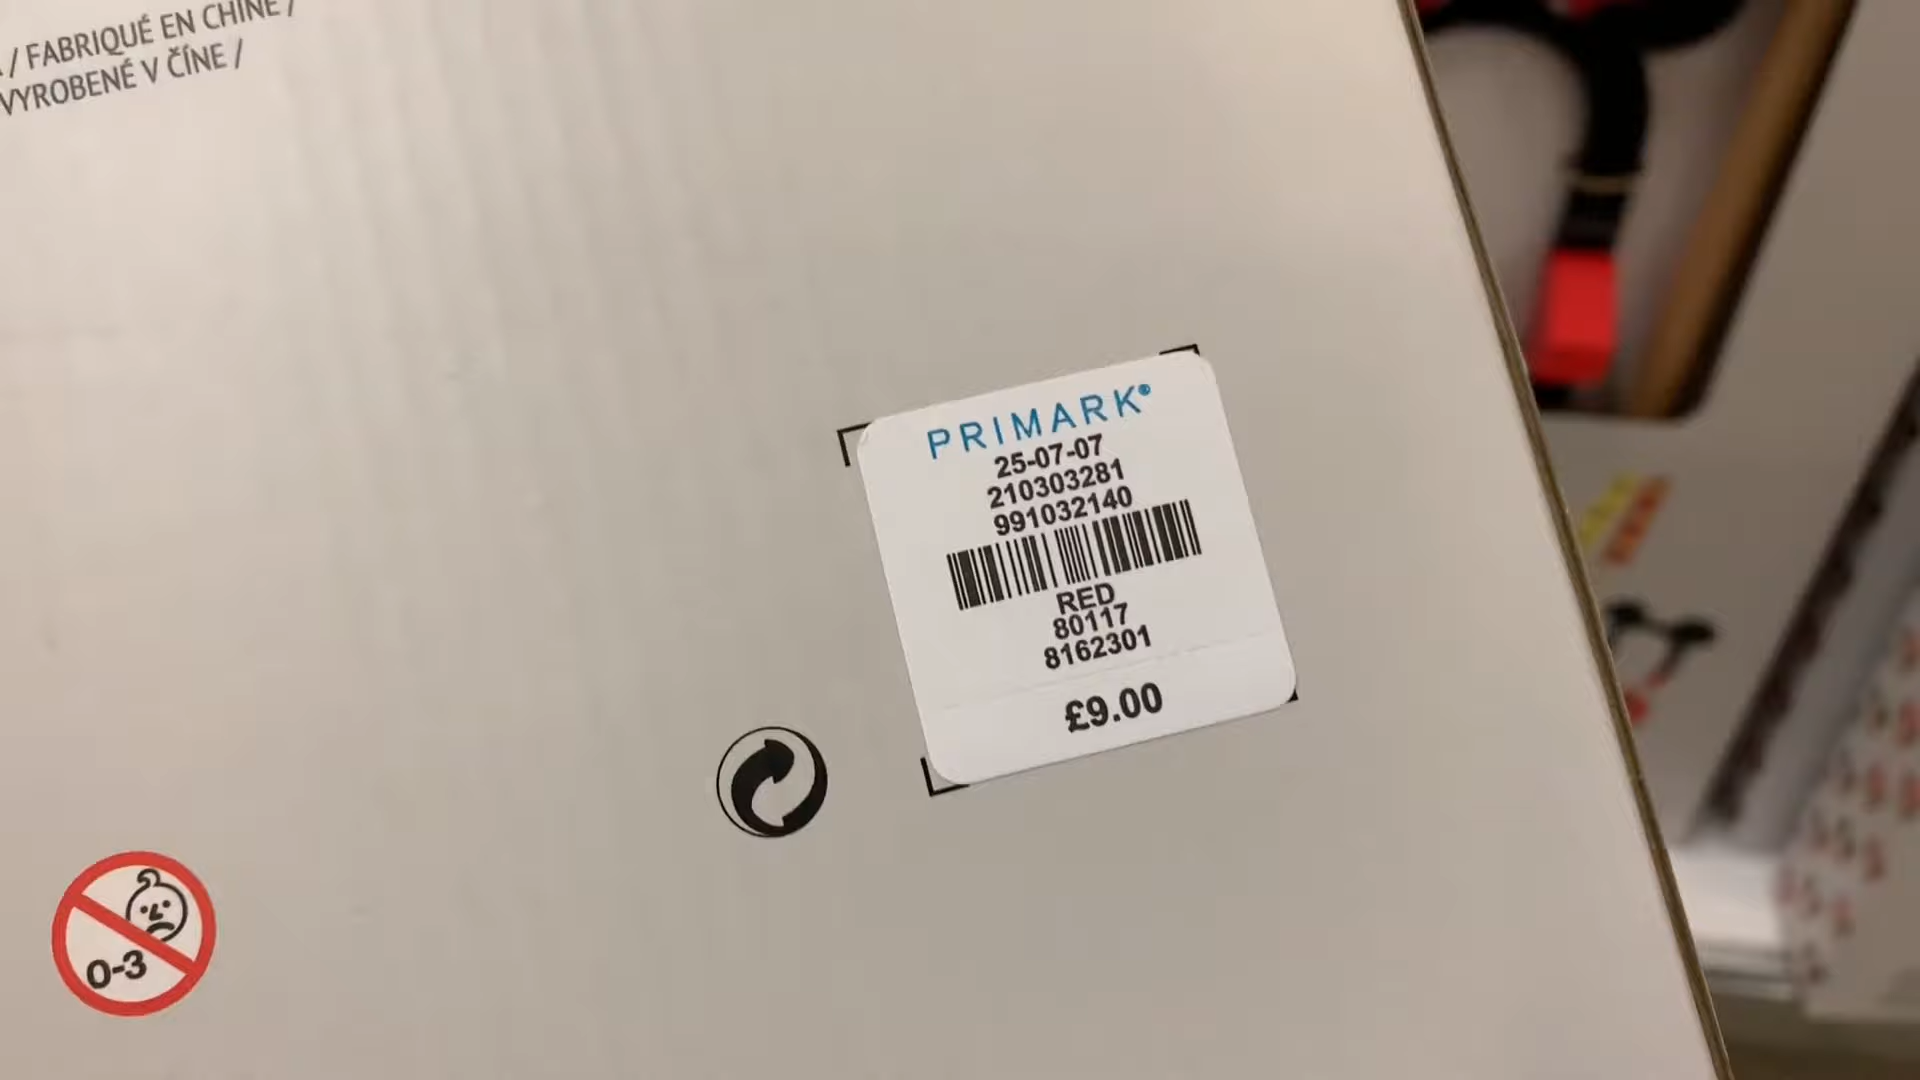 / FABRIQUÉ EN CHINE /
VYROBENÉ V ČÍNE /
PRIMARK®
25-07-07
210303281
991032140
RED
80117
8162301
£9.00
0-3